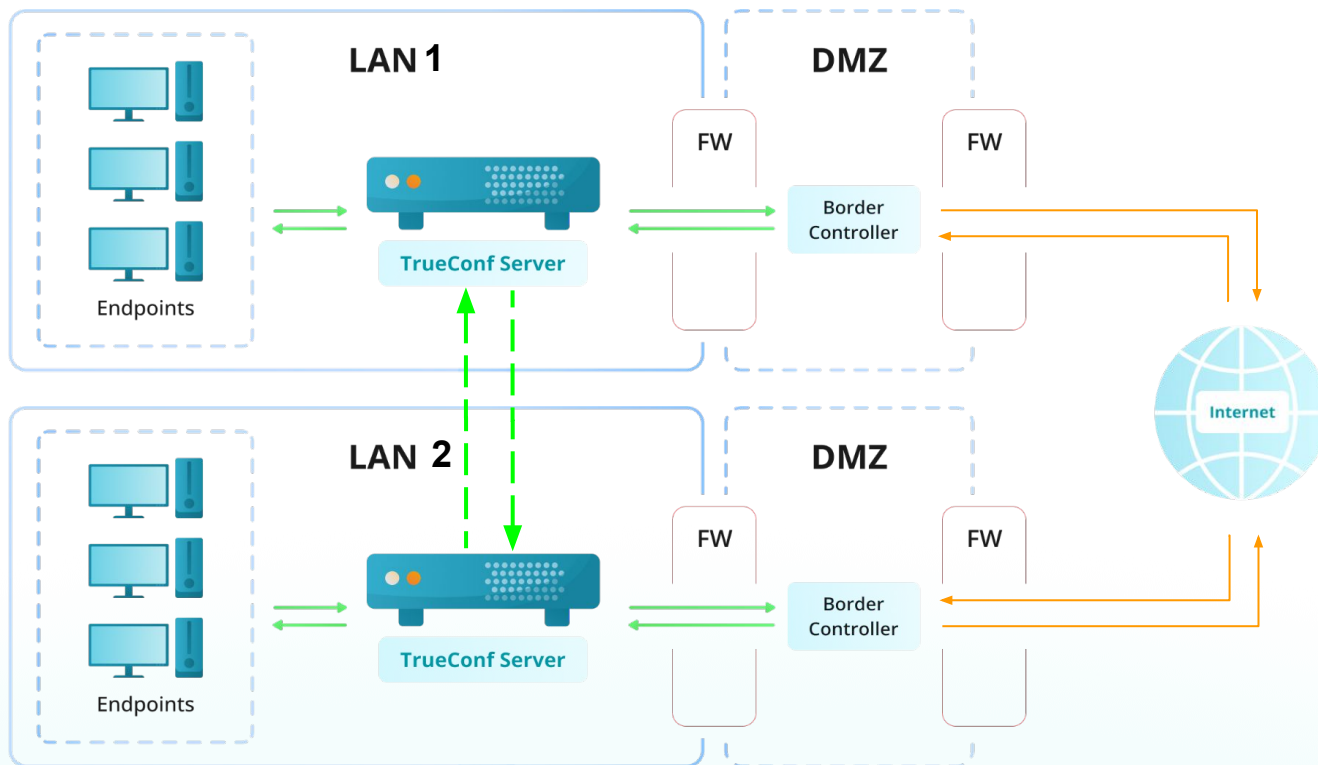 LAN 1
DMZ
FW
FW
Border
Controller
TrueConf Server
Endpoints
Internet
LAN 2
DMZ
FW
FW
Border
Controller
TrueConf Server
Endpoints